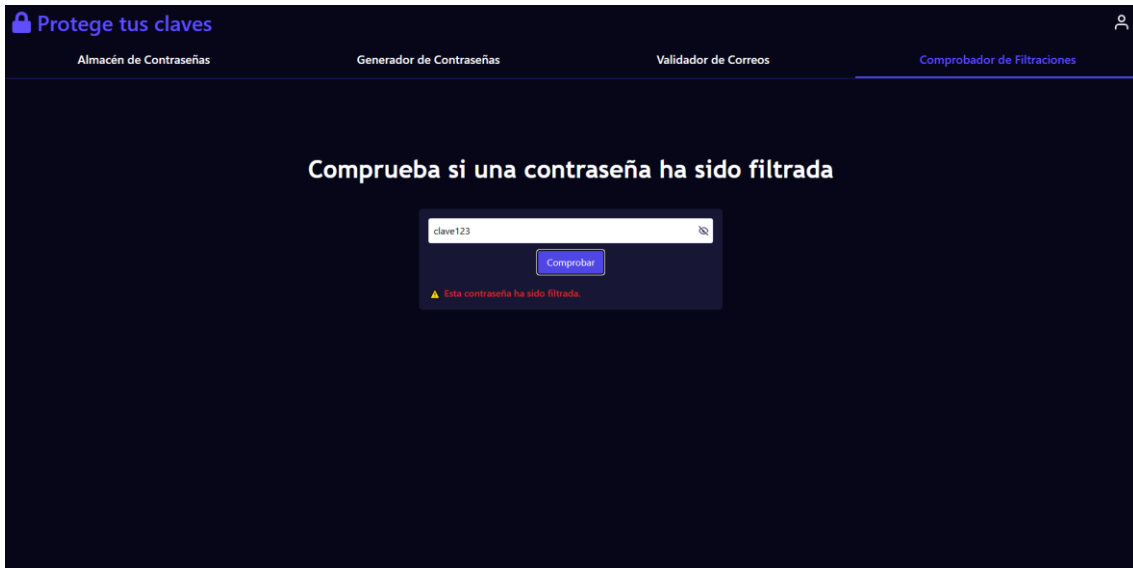 Protege tus claves
Almacén de Contraseñas
Generador de Contraseñas
Validador de Correos
Comprobador de Filtraciones
Comprueba si una contraseña ha sido filtrada
clave123
Comprobar
Esta contraseña ha sido filtrada.